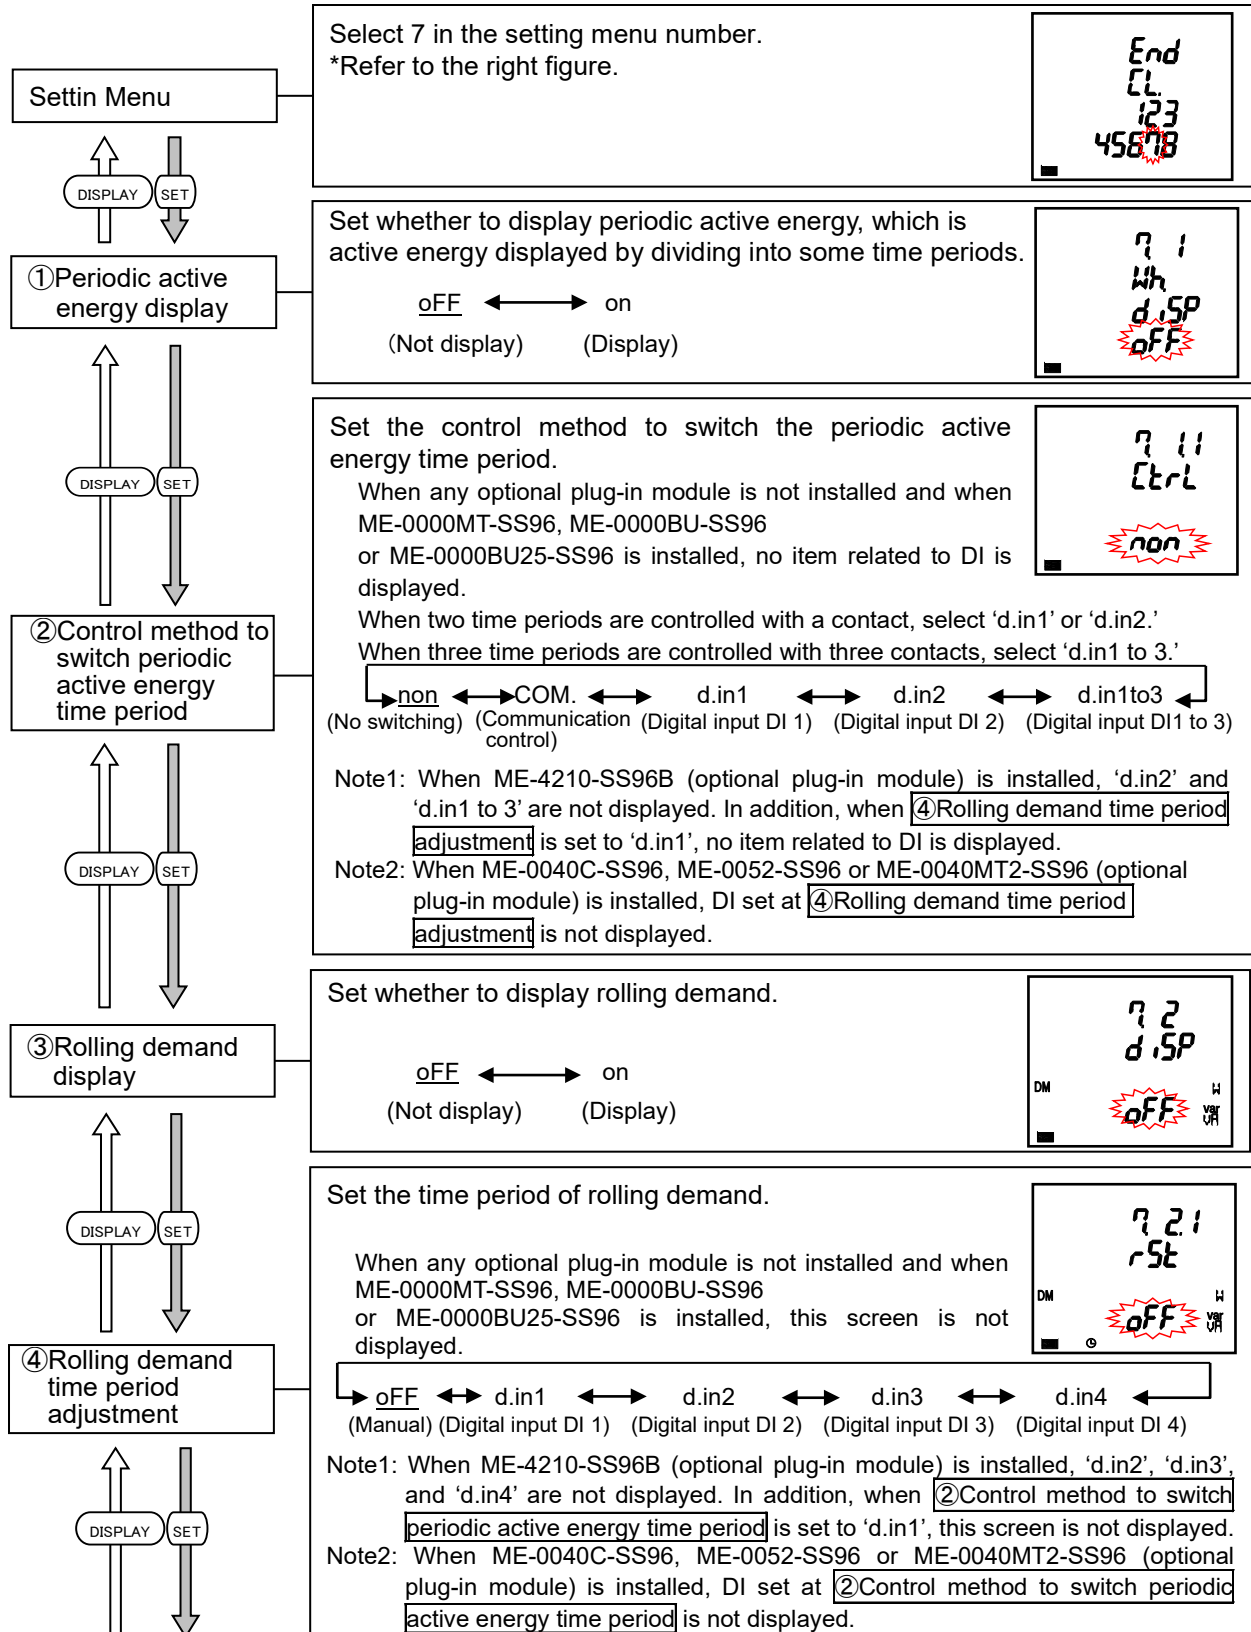 Settin Menu
Select 7 in the setting menu number.
*Refer to the right figure.
End
CL.
123
45678
DISPLAY
SET
①Periodic active
energy display
Set whether to display periodic active energy, which is
active energy displayed by dividing into some time periods.
oFF
on
(Not display)
(Display)
7. 1
Wh.
diSP
oFF
DISPLAY
SET
②Control method to
switch periodic
active energy
time period
Set the control method to switch the periodic active
energy time period.
When any optional plug-in module is not installed and when
ME-0000MT-SS96, ME-0000BU-SS96
or ME-0000BU25-SS96 is installed, no item related to DI is
displayed.
When two time periods are controlled with a contact, select ‘d.in1’ or ‘d.in2.’
When three time periods are controlled with three contacts, select ‘d.in1 to 3.’
7. 1.1
CtrL
non
non COM. d.in1 d.in2 d.in1to3
(No switching) (Communication (Digital input DI 1) (Digital input DI 2) (Digital input DI1 to 3)
control)
Note1: When ME-4210-SS96B (optional plug-in module) is installed, ‘d.in2’ and
‘d.in1 to 3’ are not displayed. In addition, when ④Rolling demand time period
adjustment is set to ‘d.in1’, no item related to DI is displayed.
Note2: When ME-0040C-SS96, ME-0052-SS96 or ME-0040MT2-SS96 (optional
plug-in module) is installed, DI set at ④Rolling demand time period
adjustment is not displayed.
DISPLAY
SET
③Rolling demand
display
Set whether to display rolling demand.
oFF
on
(Not display)
(Display)
7. 2
diSP
DM
W
oFF
var
VA
DISPLAY
SET
④Rolling demand
time period
adjustment
Set the time period of rolling demand.
When any optional plug-in module is not installed and when
ME-0000MT-SS96, ME-0000BU-SS96
or ME-0000BU25-SS96 is installed, this screen is not
displayed.
7. 2.1
rSt
DM
W
oFF
var
VA
oFF d.in1 d.in2 d.in3 d.in4
(Manual) (Digital input DI 1) (Digital input DI 2) (Digital input DI 3) (Digital input DI 4)
Note1: When ME-4210-SS96B (optional plug-in module) is installed, ‘d.in2’, ‘d.in3’,
and ‘d.in4’ are not displayed. In addition, when ②Control method to switch
periodic active energy time period is set to ‘d.in1’, this screen is not displayed.
Note2: When ME-0040C-SS96, ME-0052-SS96 or ME-0040MT2-SS96 (optional
plug-in module) is installed, DI set at ②Control method to switch periodic
active energy time period is not displayed.
DISPLAY
SET